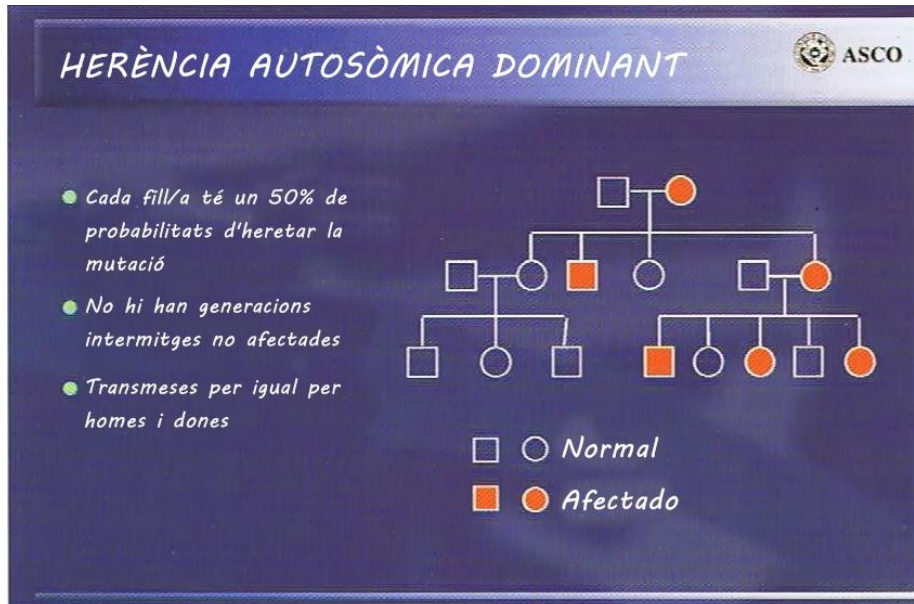 HERÈNCIA AUTOSÒMICA DOMINANT
ASCO
Cada fill/a té un 50% de
probabilitats d'heretar la
mutació
No hi han generacions
intermitges no afectades
Transmeses per igual per
homes i dones
Normal
Afectado